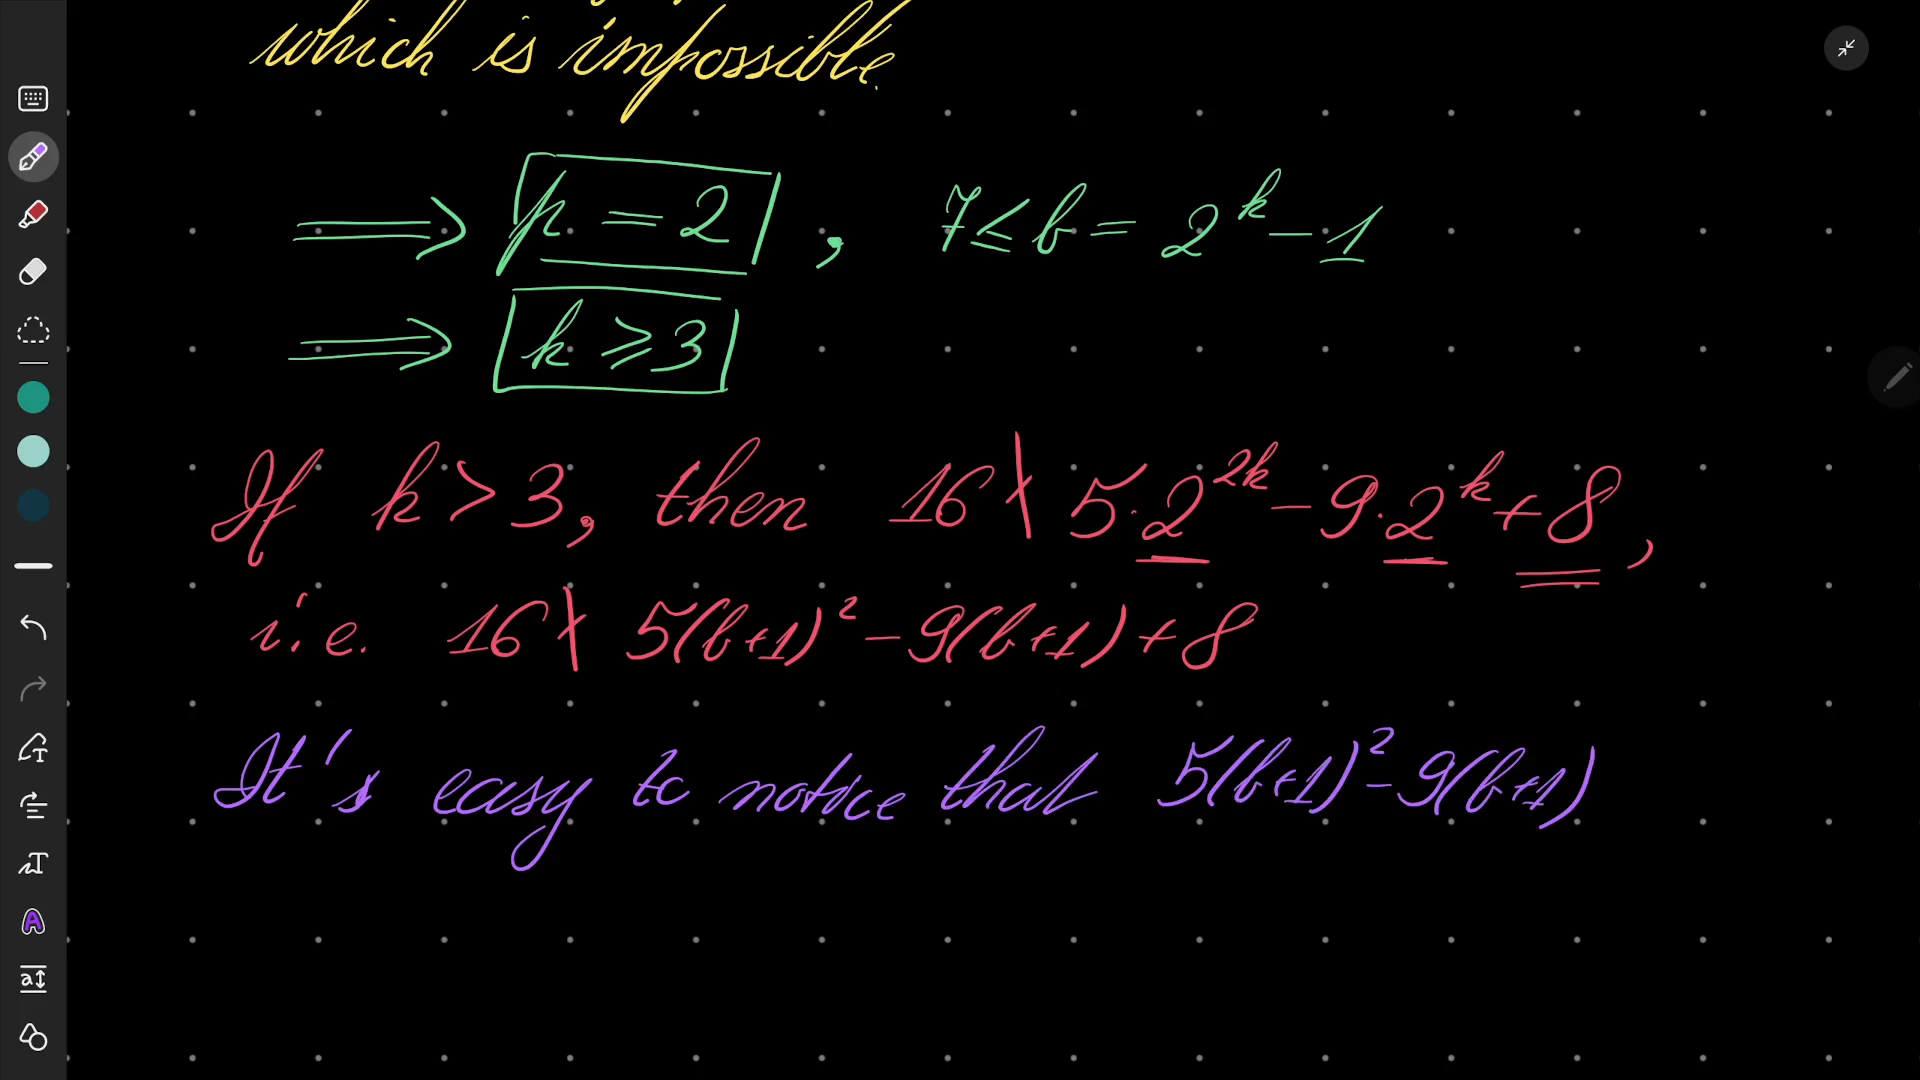 which is impossible.
⟹ p = 2 , 7 ≤ b = 2^k - 1
⟹ k ≥ 3
If k > 3, then 16 ∤ 5·2^{2k} - 9·2^k + 8 ,
i.e. 16 ∤ 5(b+1)^2 - 9(b+1) + 8
It's easy to notice that 5(b+1)^2 - 9(b+1)